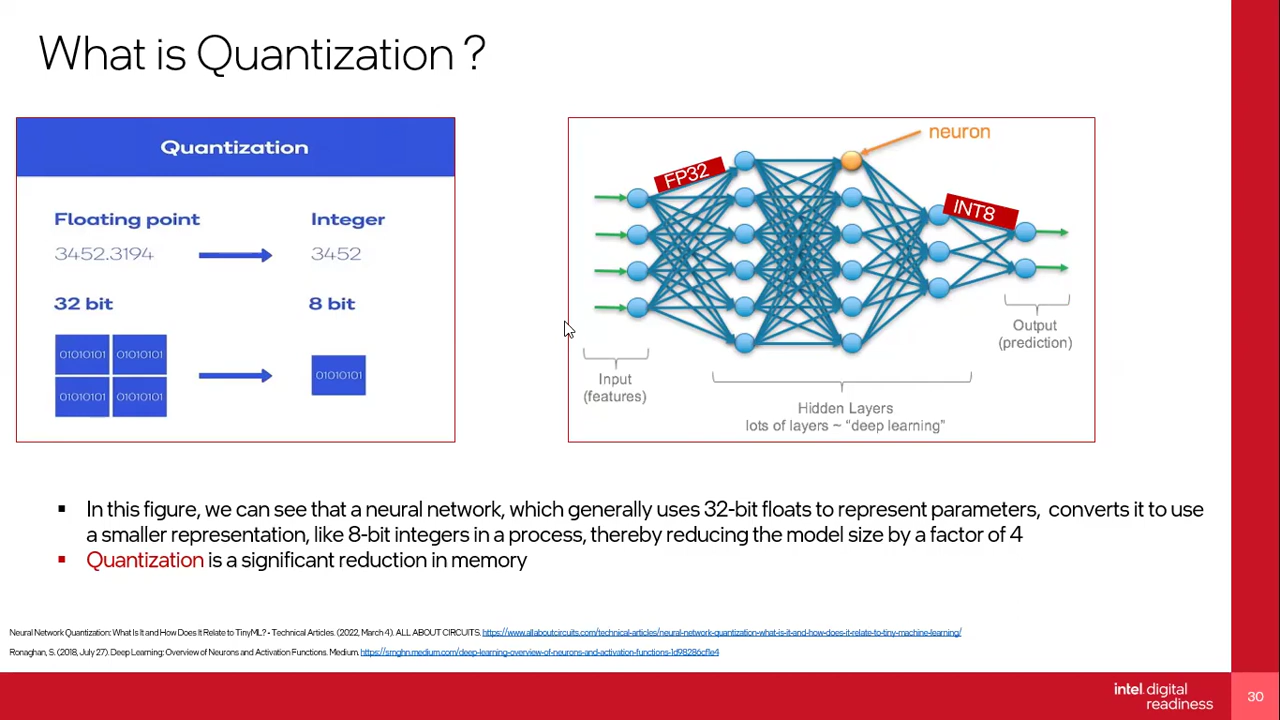 What is Quantization ?
Quantization
Floating point
Integer
3452.3194
3452
32 bit
8 bit
01010101 01010101
01010101
01010101 01010101
neuron
FP32
INT8
Input
(features)
Hidden Layers
lots of layers ~ “deep learning”
Output
(prediction)
▪ In this figure, we can see that a neural network, which generally uses 32-bit floats to represent parameters, converts it to use
a smaller representation, like 8-bit integers in a process, thereby reducing the model size by a factor of 4
▪ Quantization is a significant reduction in memory
Neural Network Quantization: What Is It and How Does It Relate to TinyML? - Technical Articles. (2022, March 4). ALL ABOUT CIRCUITS. https://www.allaboutcircuits.com/technical-articles/neural-network-quantization-what-is-it-and-how-does-it-relate-to-tiny-machine-learning/
Ronaghan, S. (2018, July 27). Deep Learning: Overview of Neurons and Activation Functions. Medium. https://srnghn.medium.com/deep-learning-overview-of-neurons-and-activation-functions-1d98286cf1e4
intel. digital
readiness
30